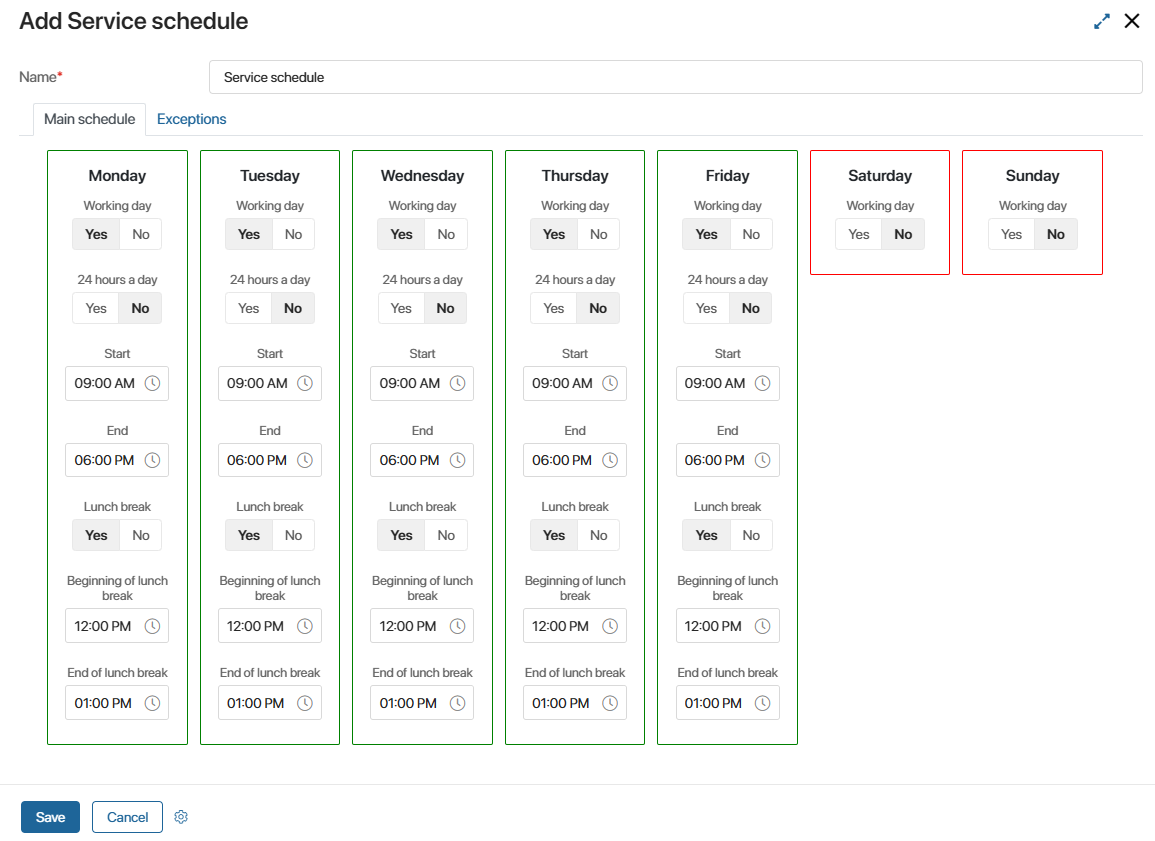 Add Service schedule
Name*
Service schedule
Main schedule
Exceptions
Monday
Working day
Yes No
24 hours a day
Yes No
Start
09:00 AM
End
06:00 PM
Lunch break
Yes No
Beginning of lunch
break
12:00 PM
End of lunch break
01:00 PM
Tuesday
Working day
Yes No
24 hours a day
Yes No
Start
09:00 AM
End
06:00 PM
Lunch break
Yes No
Beginning of lunch
break
12:00 PM
End of lunch break
01:00 PM
Wednesday
Working day
Yes No
24 hours a day
Yes No
Start
09:00 AM
End
06:00 PM
Lunch break
Yes No
Beginning of lunch
break
12:00 PM
End of lunch break
01:00 PM
Thursday
Working day
Yes No
24 hours a day
Yes No
Start
09:00 AM
End
06:00 PM
Lunch break
Yes No
Beginning of lunch
break
12:00 PM
End of lunch break
01:00 PM
Friday
Working day
Yes No
24 hours a day
Yes No
Start
09:00 AM
End
06:00 PM
Lunch break
Yes No
Beginning of lunch
break
12:00 PM
End of lunch break
01:00 PM
Saturday
Working day
Yes No
Sunday
Working day
Yes No
Save
Cancel